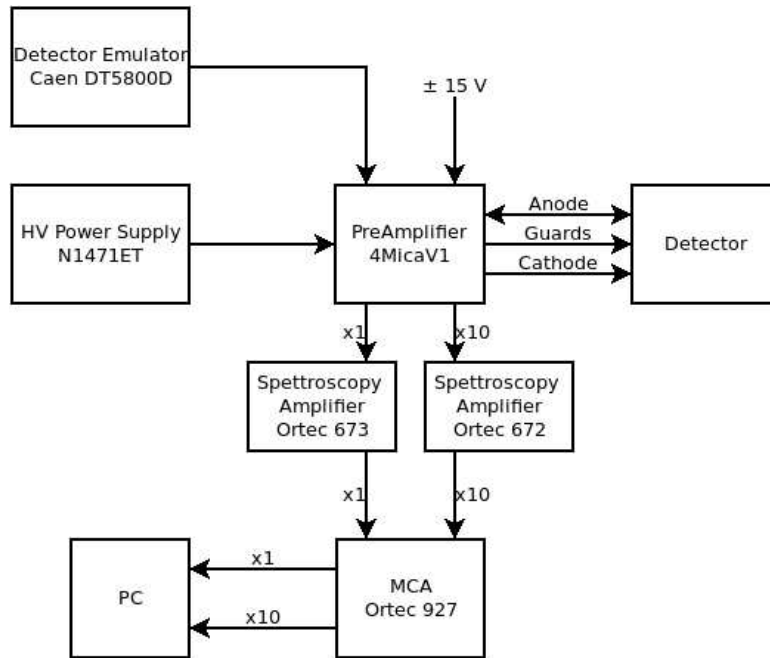 Detector Emulator
Caen DT5800D
± 15 V
HV Power Supply
N1471ET
PreAmplifier
4MicaV1
Anode
Guards
Cathode
Detector
x1
x10
Spettroscopy
Amplifier
Ortec 673
Spettroscopy
Amplifier
Ortec 672
x1
x10
PC
x1
x10
MCA
Ortec 927